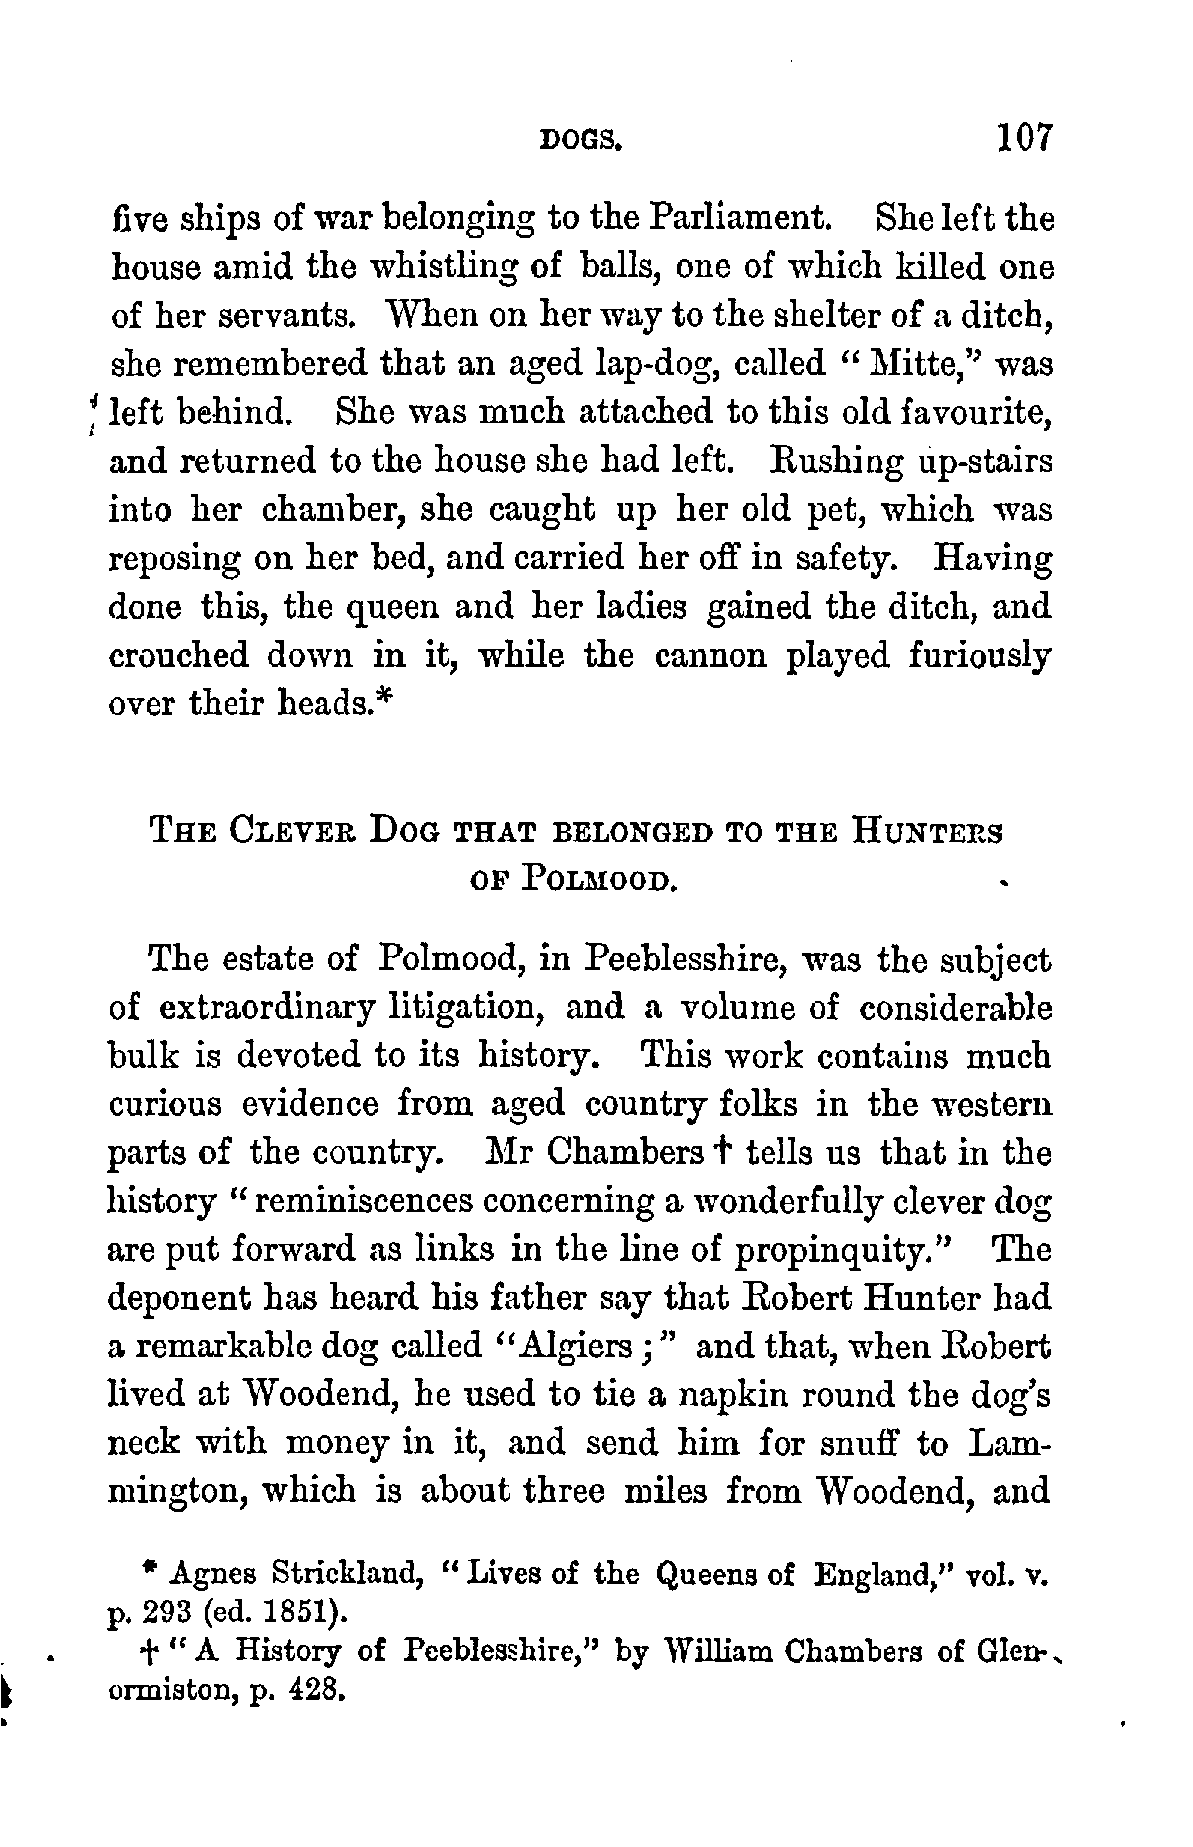 DOGS. 107
five ships of war belonging to the Parliament. She left the
house amid the whistling of balls, one of which killed one
of her servants. When on her way to the shelter of a ditch,
she remembered that an aged lap-dog, called “Mitte,” was
left behind. She was much attached to this old favourite,
and returned to the house she had left. Rushing up-stairs
into her chamber, she caught up her old pet, which was
reposing on her bed, and carried her off in safety. Having
done this, the queen and her ladies gained the ditch, and
crouched down in it, while the cannon played furiously
over their heads.*
The Clever Dog that belonged to the Hunters
of Polmood.
The estate of Polmood, in Peeblesshire, was the subject
of extraordinary litigation, and a volume of considerable
bulk is devoted to its history. This work contains much
curious evidence from aged country folks in the western
parts of the country. Mr Chambers † tells us that in the
history “reminiscences concerning a wonderfully clever dog
are put forward as links in the line of propinquity.” The
deponent has heard his father say that Robert Hunter had
a remarkable dog called “Algiers;” and that, when Robert
lived at Woodend, he used to tie a napkin round the dog’s
neck with money in it, and send him for snuff to Lam-
mington, which is about three miles from Woodend, and
* Agnes Strickland, “Lives of the Queens of England,” vol. v.
p. 293 (ed. 1851).
† “A History of Peeblesshire,” by William Chambers of Glen-
ormiston, p. 428.